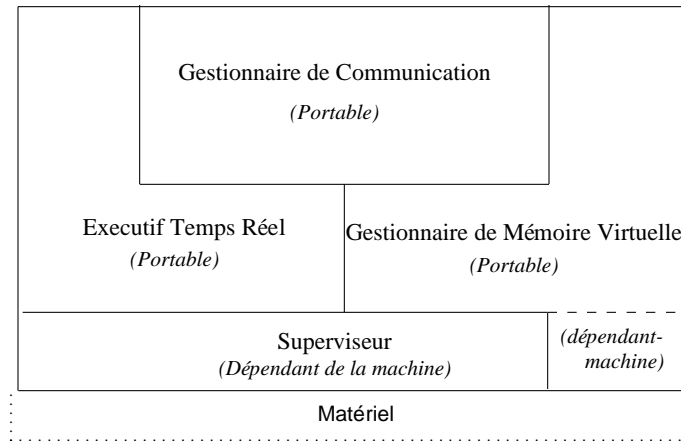 Gestionnaire de Communication
(Portable)
Executif Temps Réel
(Portable)
Gestionnaire de Mémoire Virtuelle
(Portable)
Superviseur
(Dépendant de la machine)
(dépendant-
machine)
Matériel